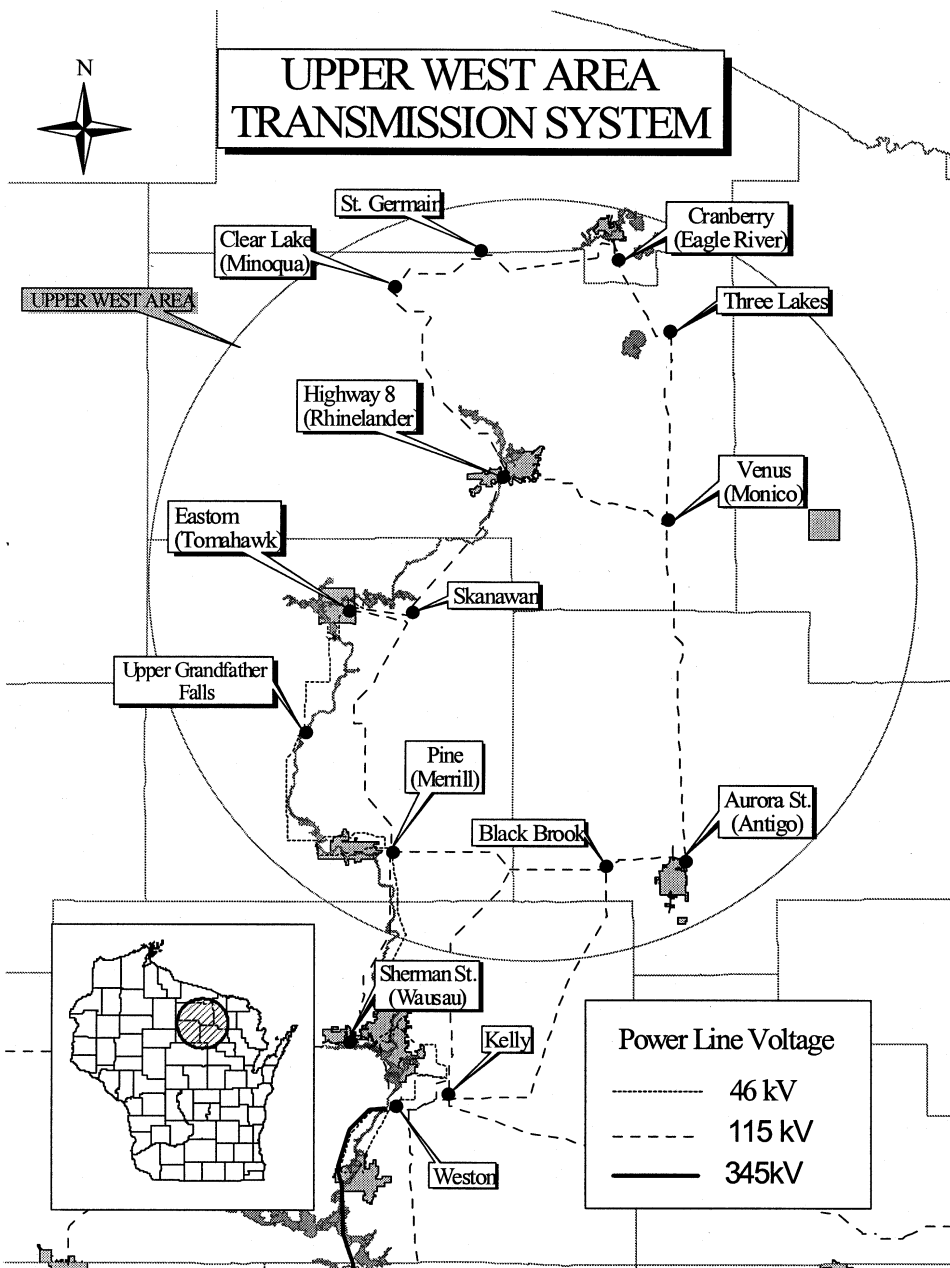 N
UPPER WEST AREA
TRANSMISSION SYSTEM
St. Germain
Cranberry
(Eagle River)
Clear Lake
(Minoqua)
UPPER WEST AREA
Three Lakes
Highway 8
(Rhinelander)
Venus
(Monico)
Eastom
(Tomahawk)
Skanawan
Upper Grandfather
Falls
Pine
(Merrill)
Aurora St.
(Antigo)
Black Brook
Sherman St.
(Wausau)
Kelly
Weston
Power Line Voltage
46 kV
115 kV
345kV